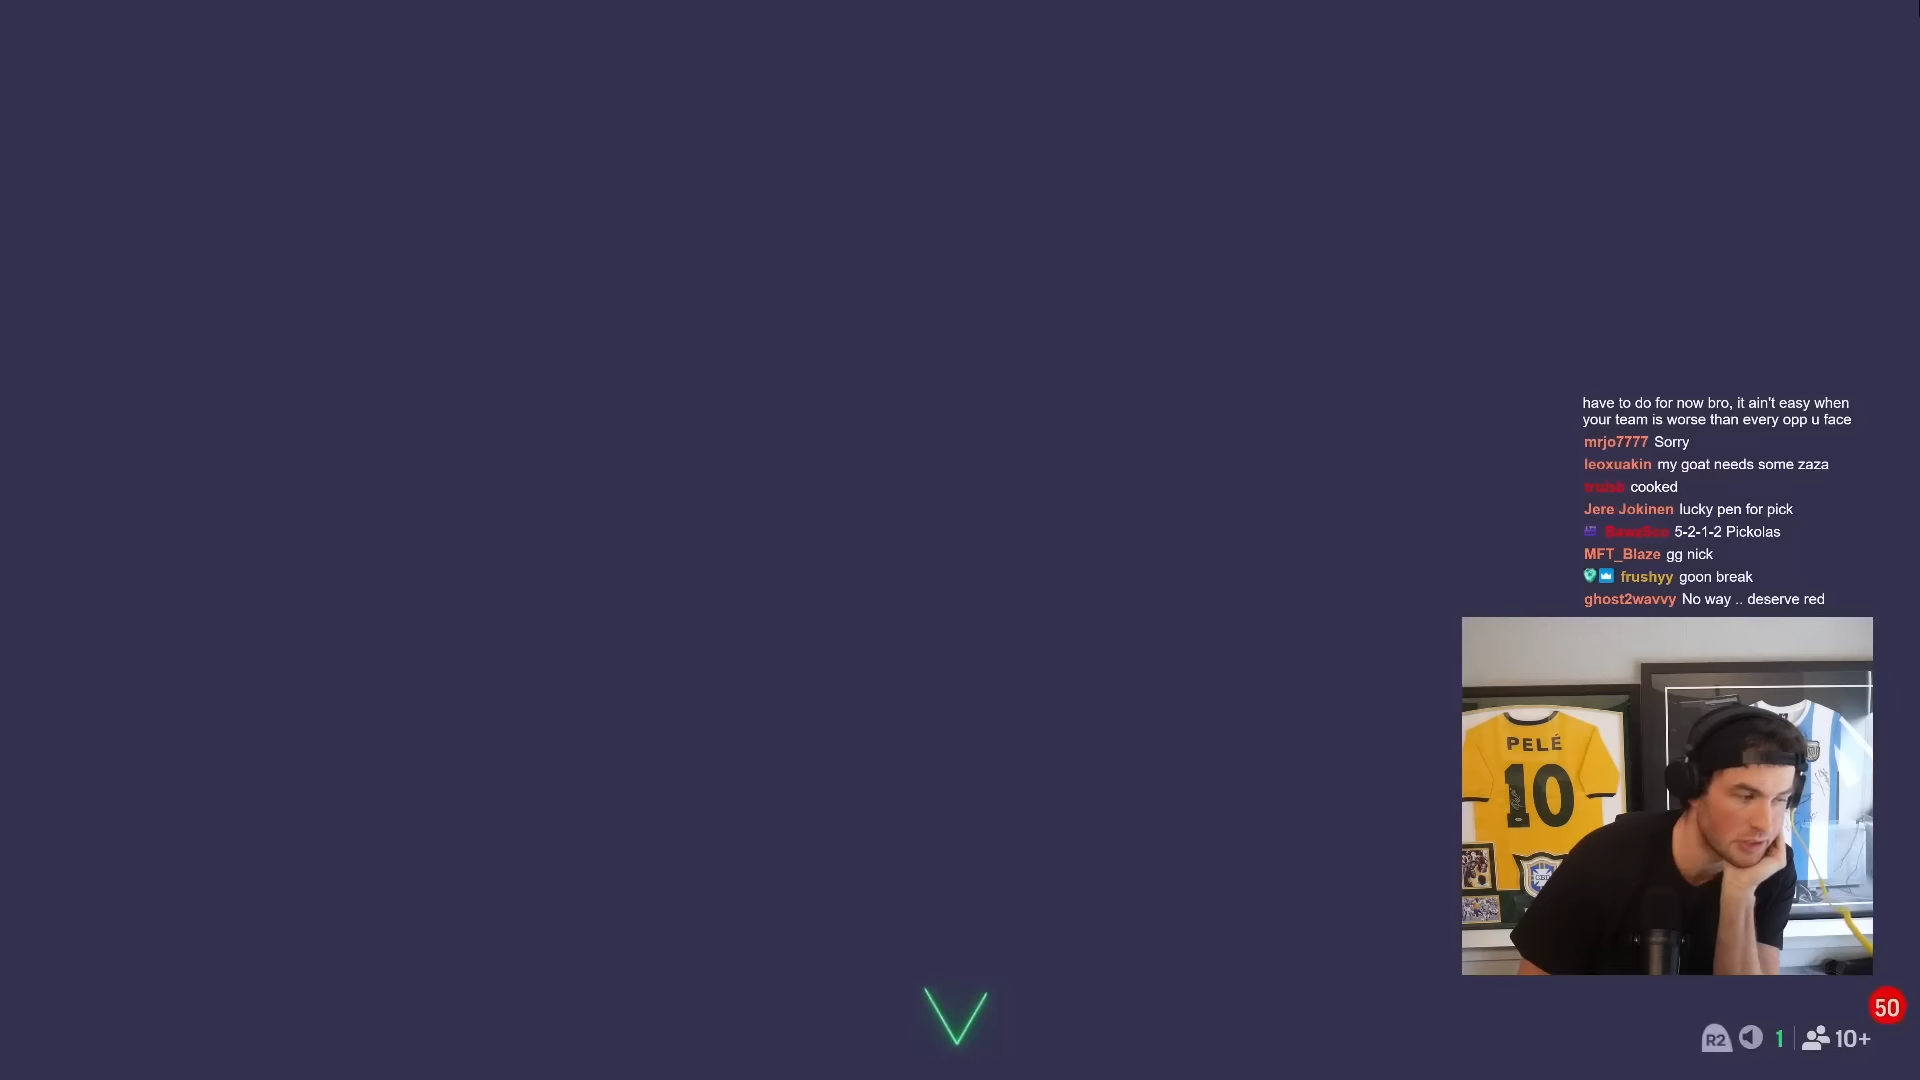 have to do for now bro, it ain't easy when
your team is worse than every opp u face
mrjo7777 Sorry
leoxuakin my goat needs some zaza
cooked
Jere Jokinen lucky pen for pick
5-2-1-2 Pickolas
MFT_Blaze gg nick
frushyy goon break
ghost2wavvy No way .. deserve red
PELÉ
10
50
R2 1 10+